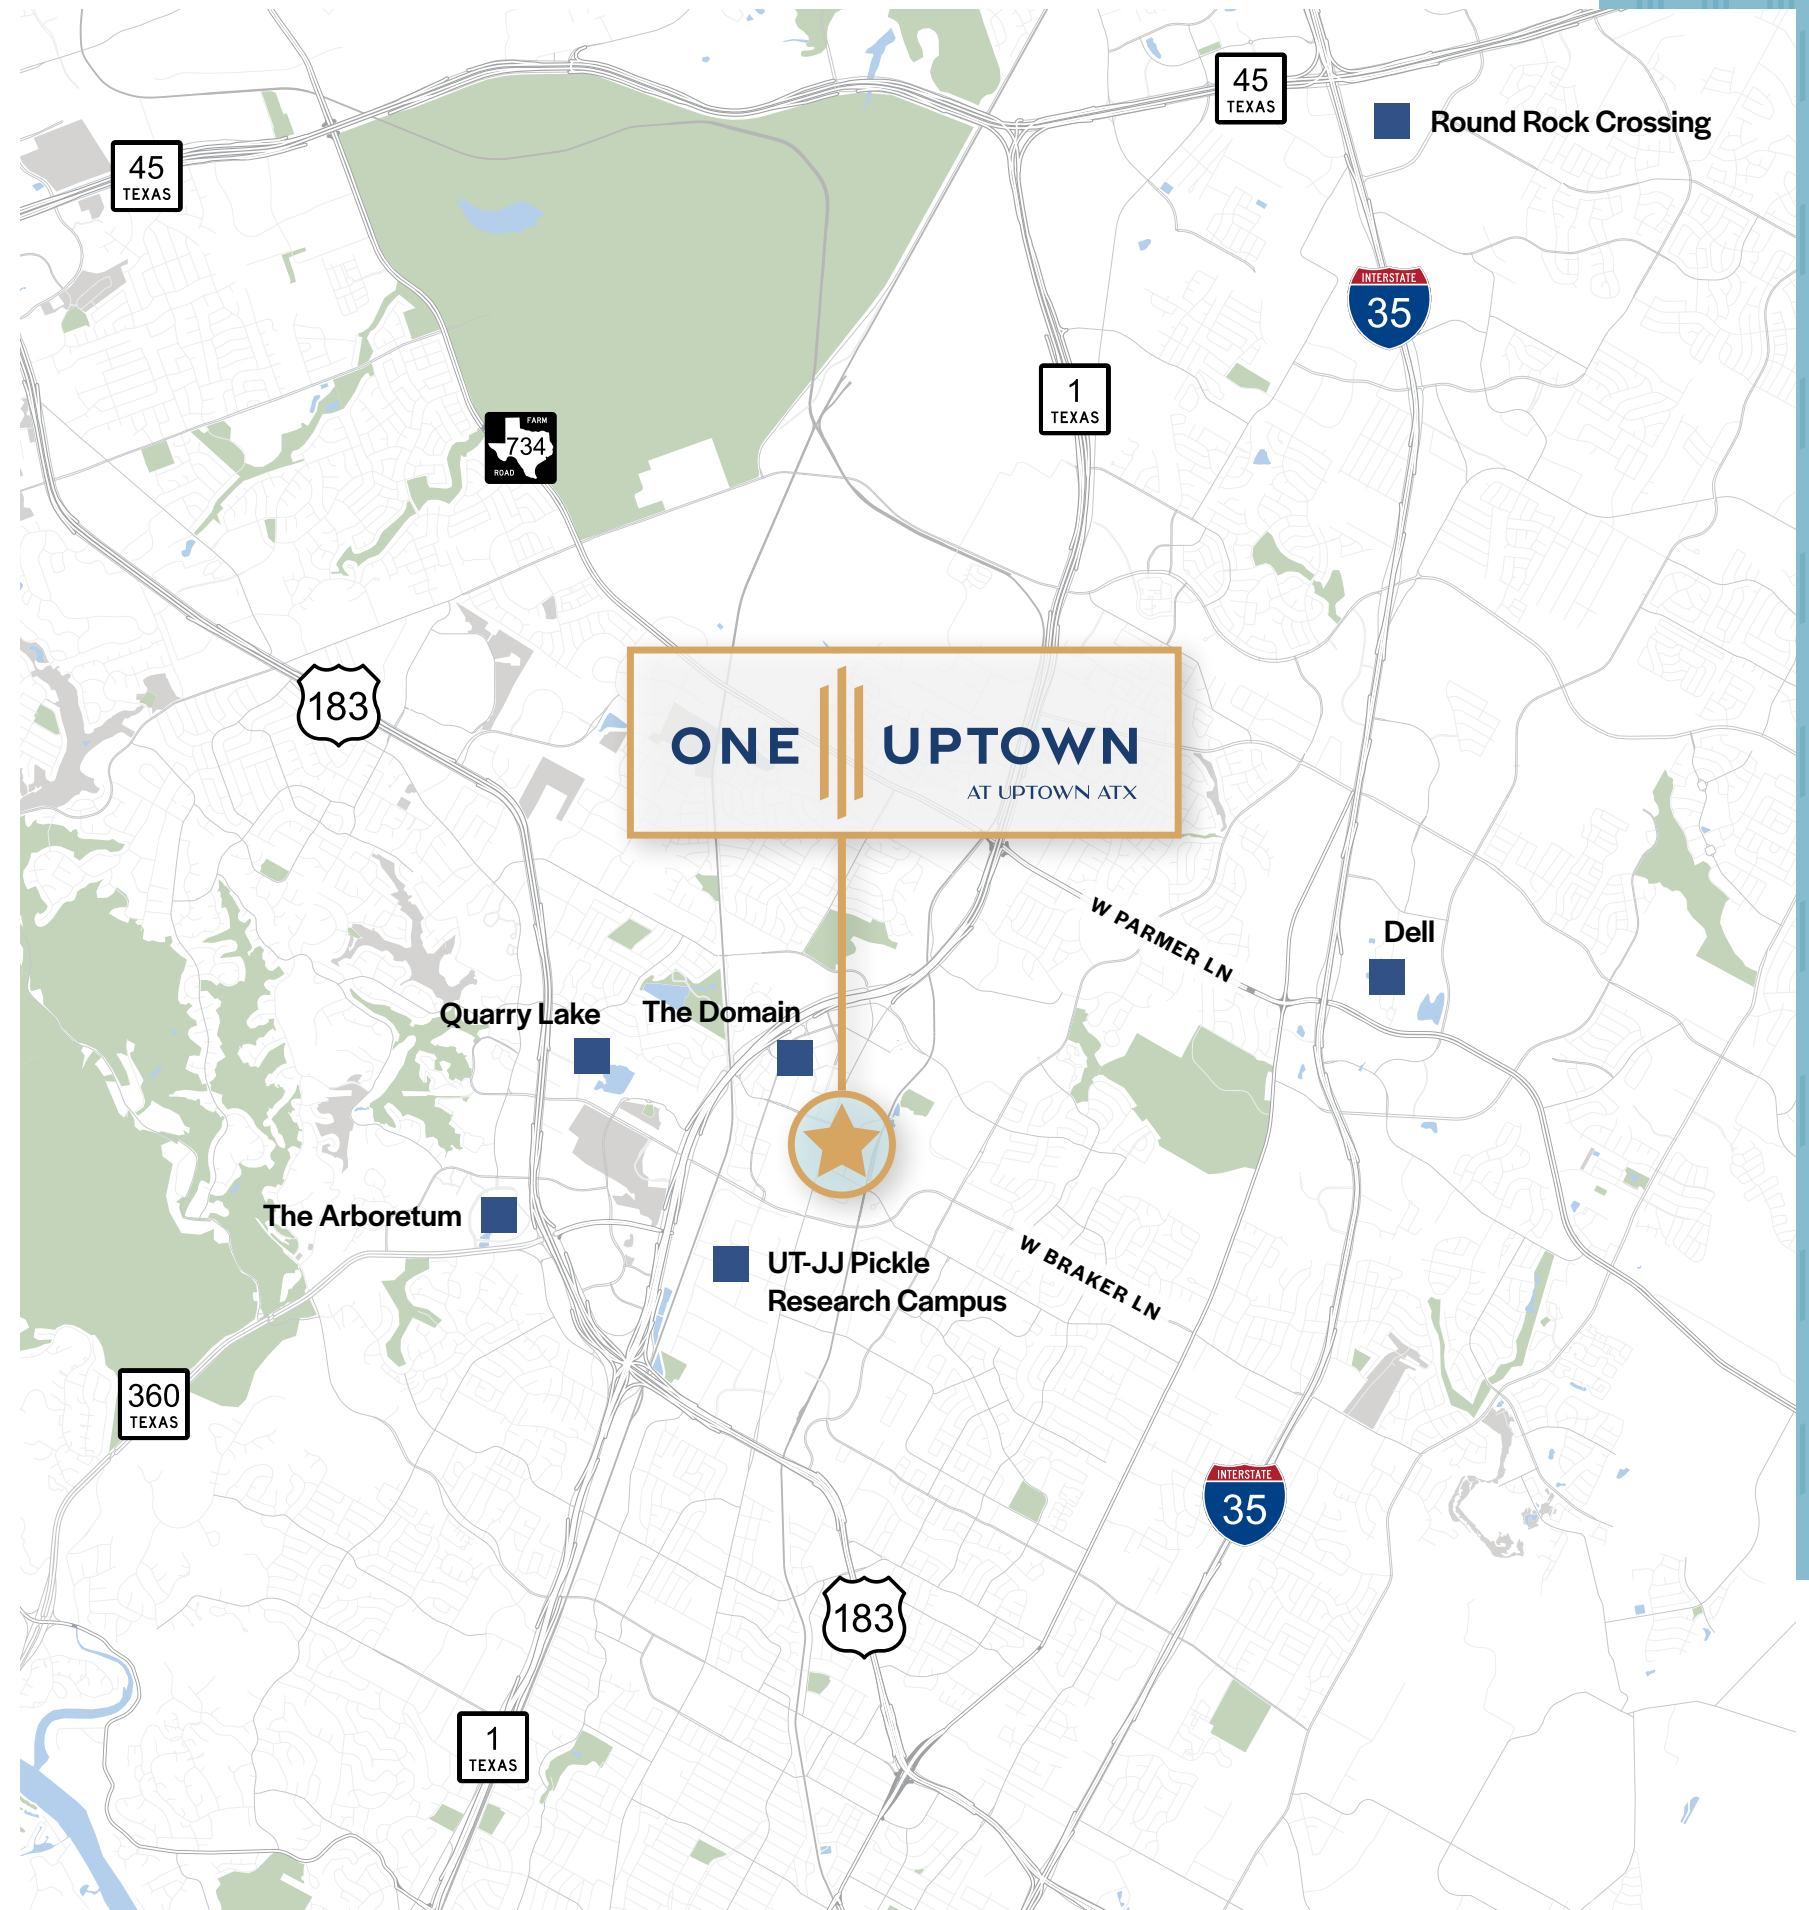 45
TEXAS
Round Rock Crossing
45
TEXAS
INTERSTATE
35
1
TEXAS
FARM
734
ROAD
183
ONE UPTOWN
AT UPTOWN ATX
W PARMER LN
Dell
Quarry Lake
The Domain
The Arboretum
W BRAKER LN
UT-JJ Pickle
Research Campus
360
TEXAS
INTERSTATE
35
183
1
TEXAS